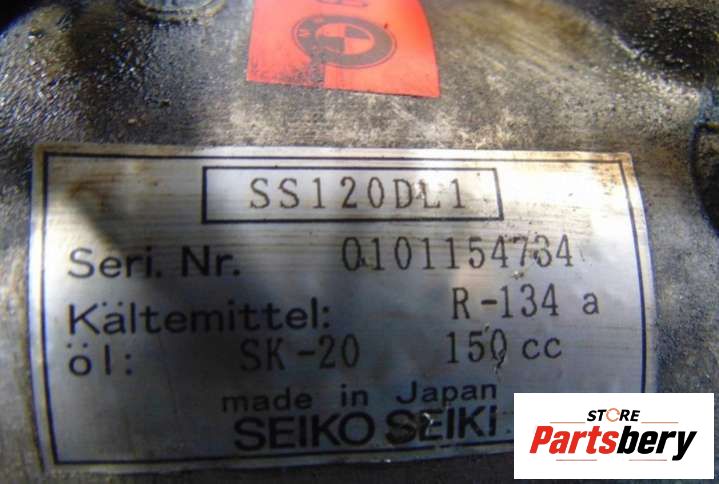 SS120DL1
Seri. Nr. 0101154734
Kältemittel: R-134 a
öl: SK-20 150 cc
made in Japan
SEIKO SEIKI
STORE
Partsbery